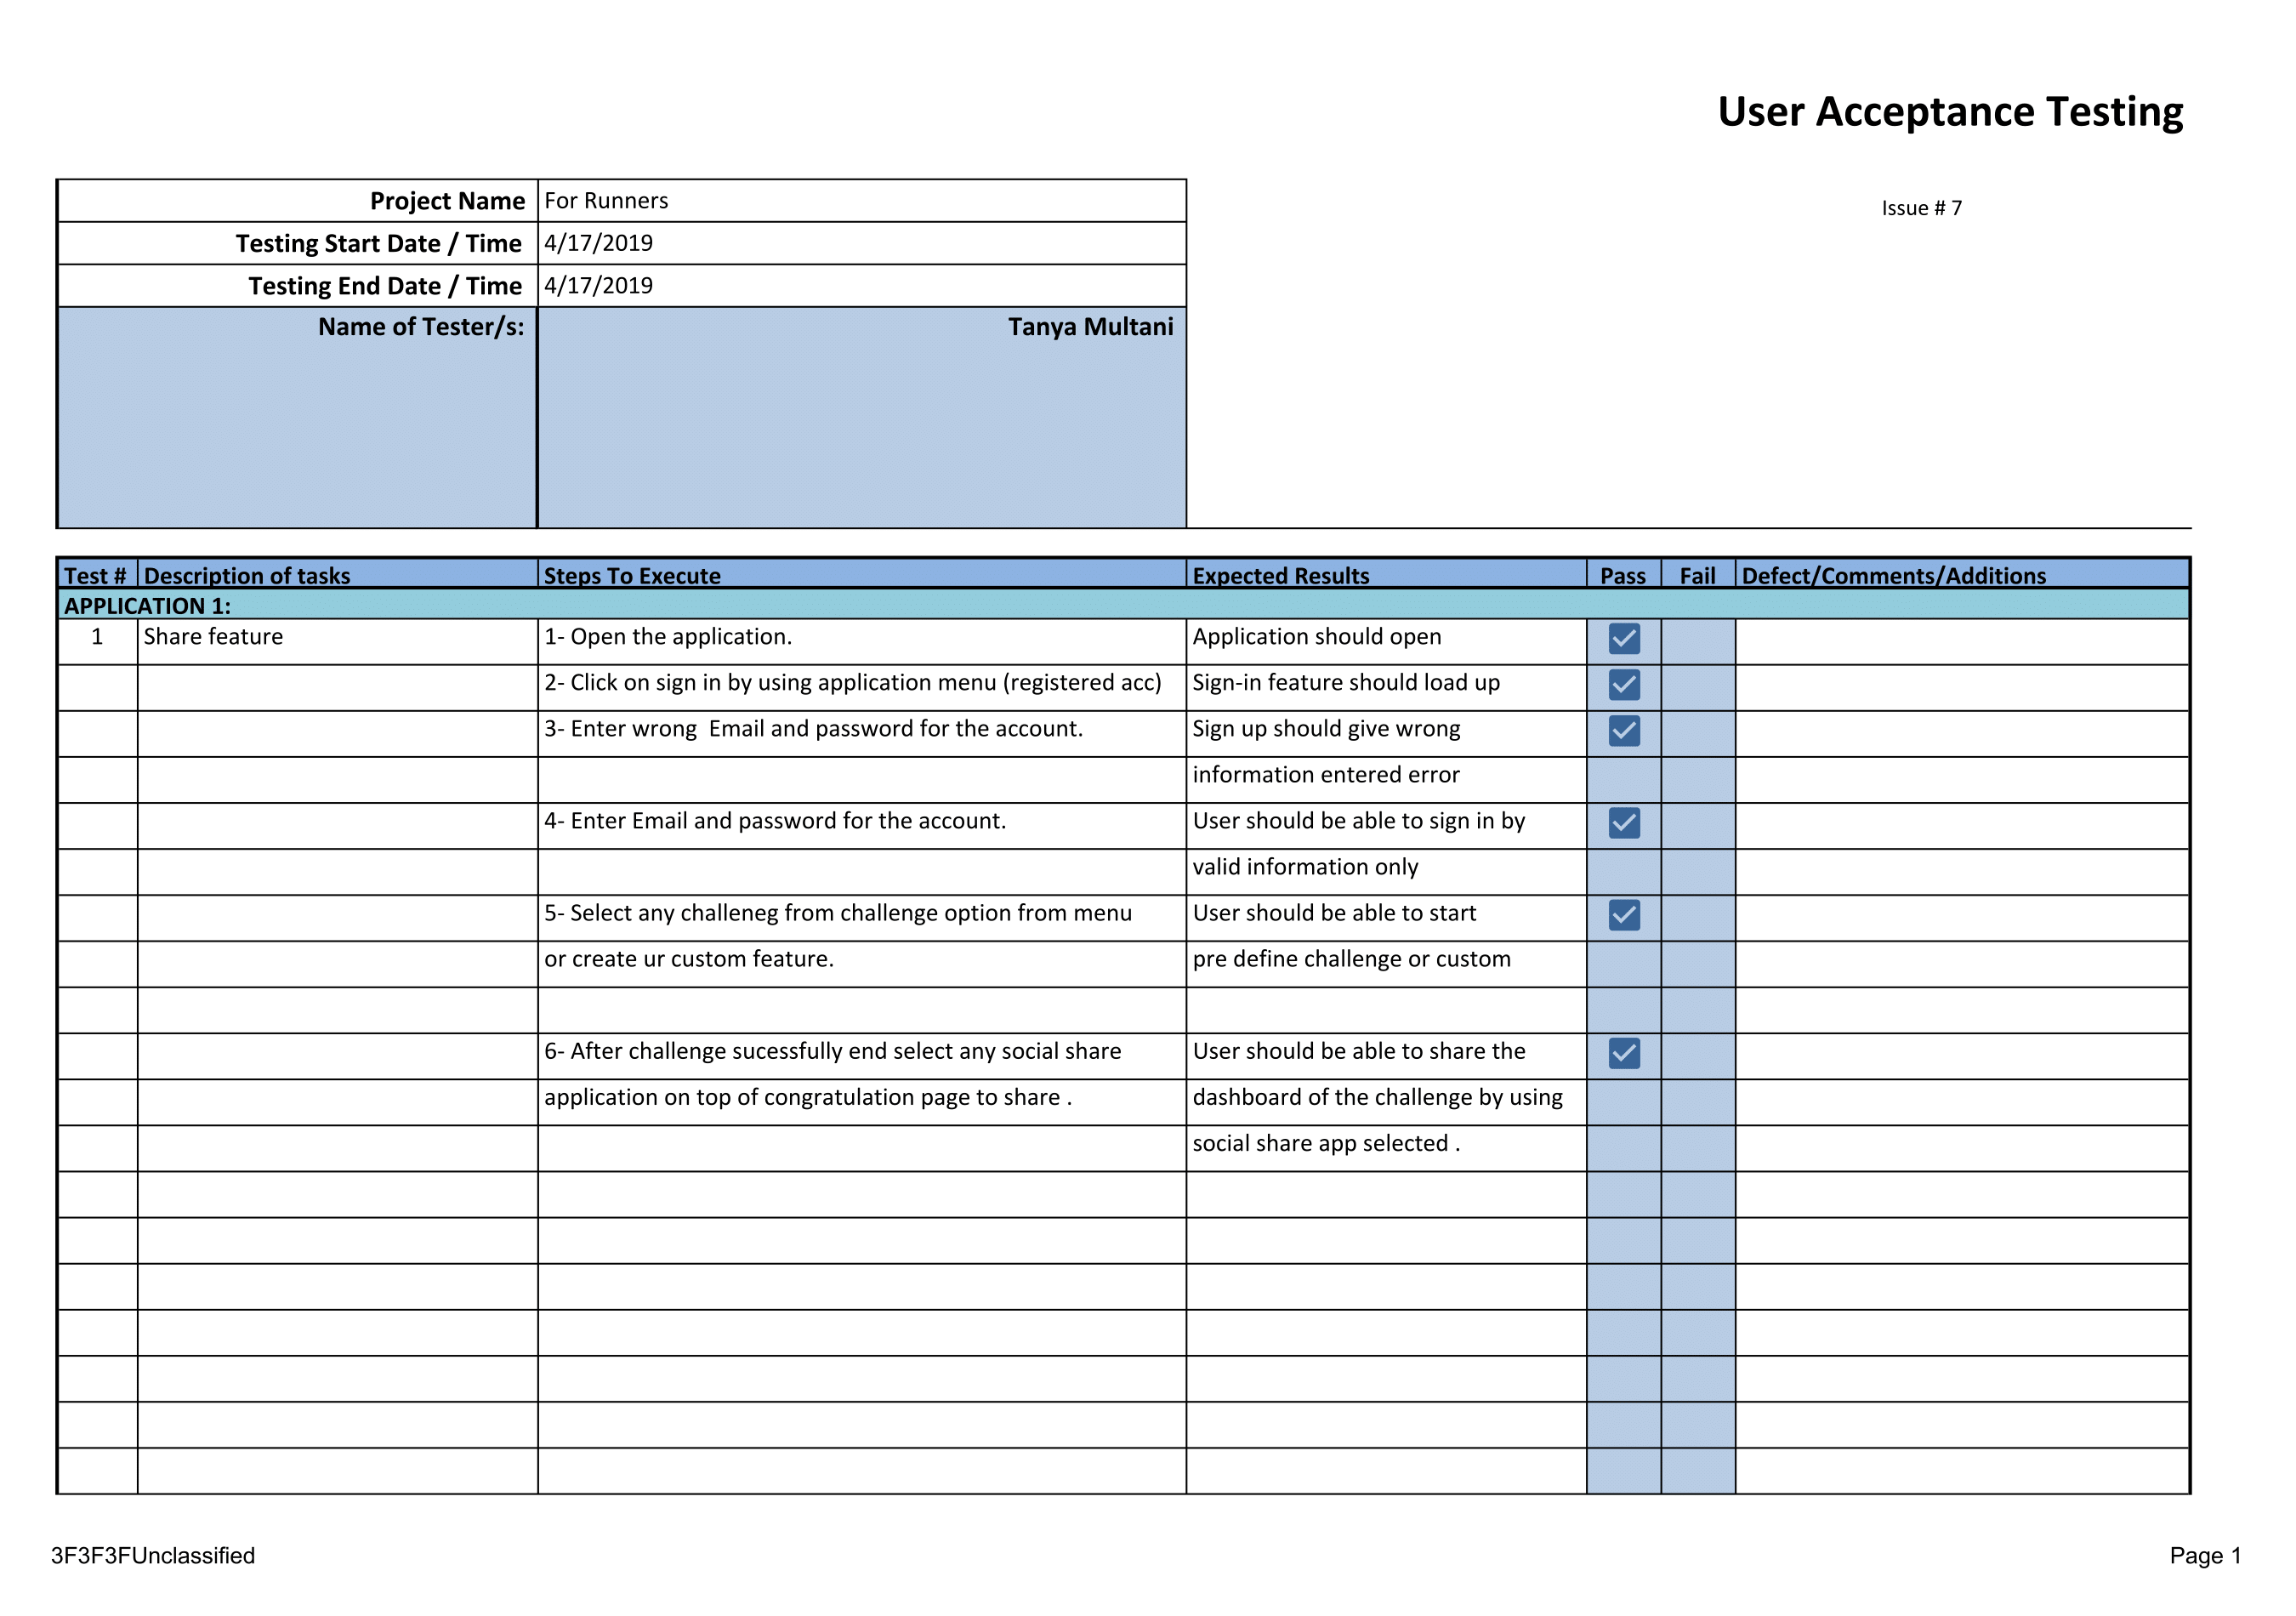 User Acceptance Testing
Project Name For Runners
Issue # 7
Testing Start Date / Time 4/17/2019
Testing End Date / Time 4/17/2019
Name of Tester/s: Tanya Multani
Test # Description of tasks Steps To Execute Expected Results Pass Fail Defect/Comments/Additions
APPLICATION 1:
1 Share feature 1- Open the application. Application should open
2- Click on sign in by using application menu (registered acc) Sign-in feature should load up
3- Enter wrong  Email and password for the account. Sign up should give wrong
information entered error
4- Enter Email and password for the account. User should be able to sign in by
valid information only
5- Select any challeneg from challenge option from menu User should be able to start
or create ur custom feature. pre define challenge or custom
6- After challenge sucessfully end select any social share User should be able to share the
application on top of congratulation page to share . dashboard of the challenge by using
social share app selected .
3F3F3FUnclassified Page 1